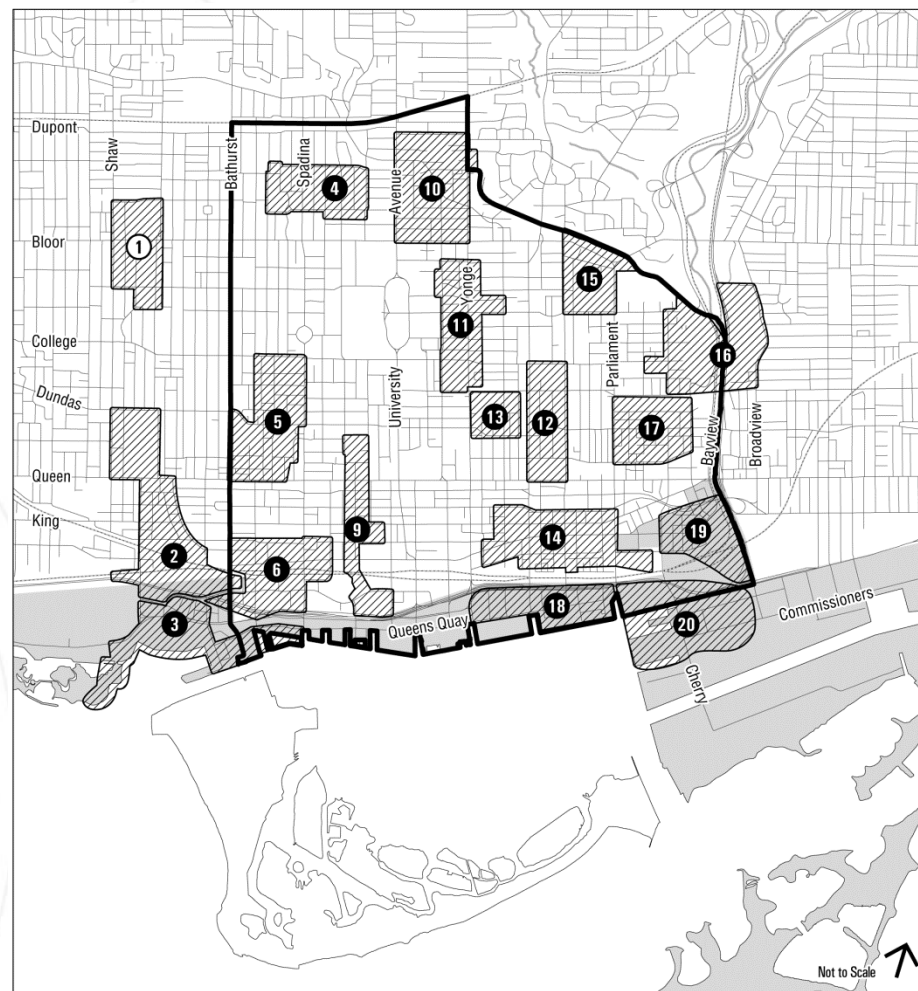 Dupont
Shaw
Bathurst
Spadina
4
Avenue
10
1
Bloor
15
Yonge
11
College
Parliament
16
Dundas
University
5
13
12
17
Bayview
Broadview
Queen
King
9
14
19
2
6
3
Queens Quay
18
20
Commissioners
Cherry
Not to Scale